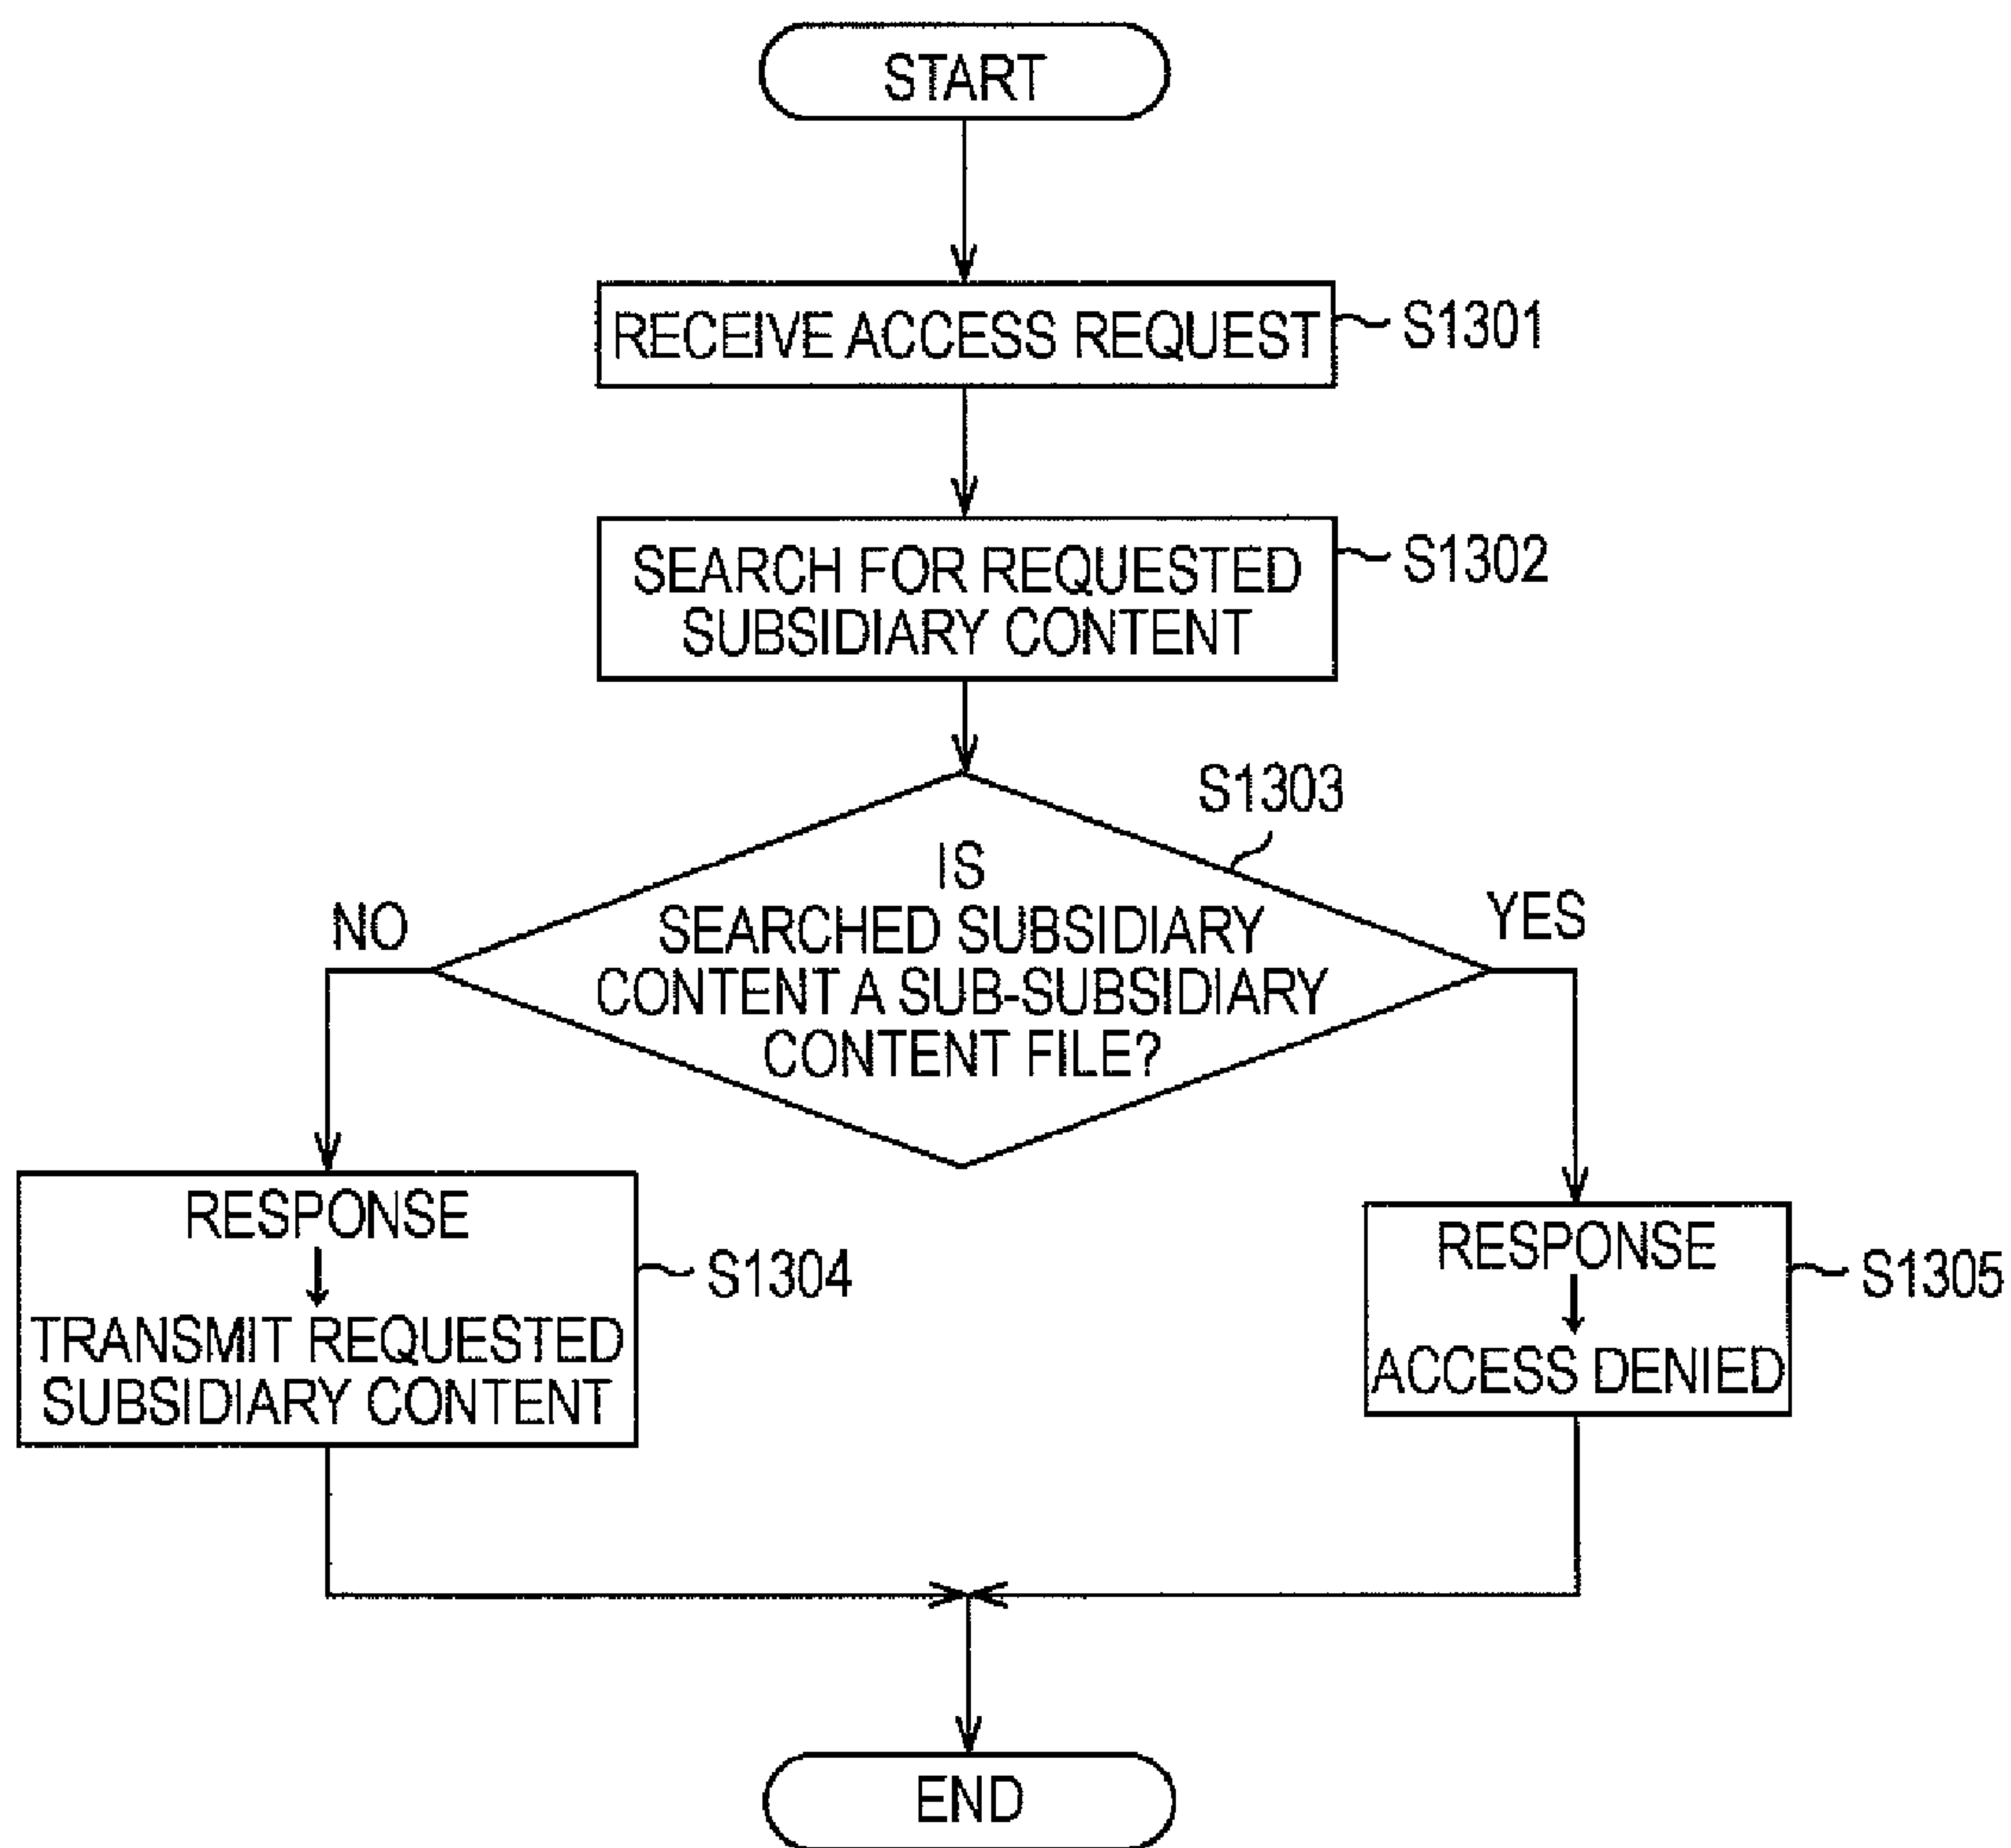 START
RECEIVE ACCESS REQUEST
S1301
SEARCH FOR REQUESTED
SUBSIDIARY CONTENT
S1302
S1303
IS
SEARCHED SUBSIDIARY
CONTENT A SUB-SUBSIDIARY
CONTENT FILE?
NO
YES
RESPONSE
↓
TRANSMIT REQUESTED
SUBSIDIARY CONTENT
S1304
RESPONSE
↓
ACCESS DENIED
S1305
END